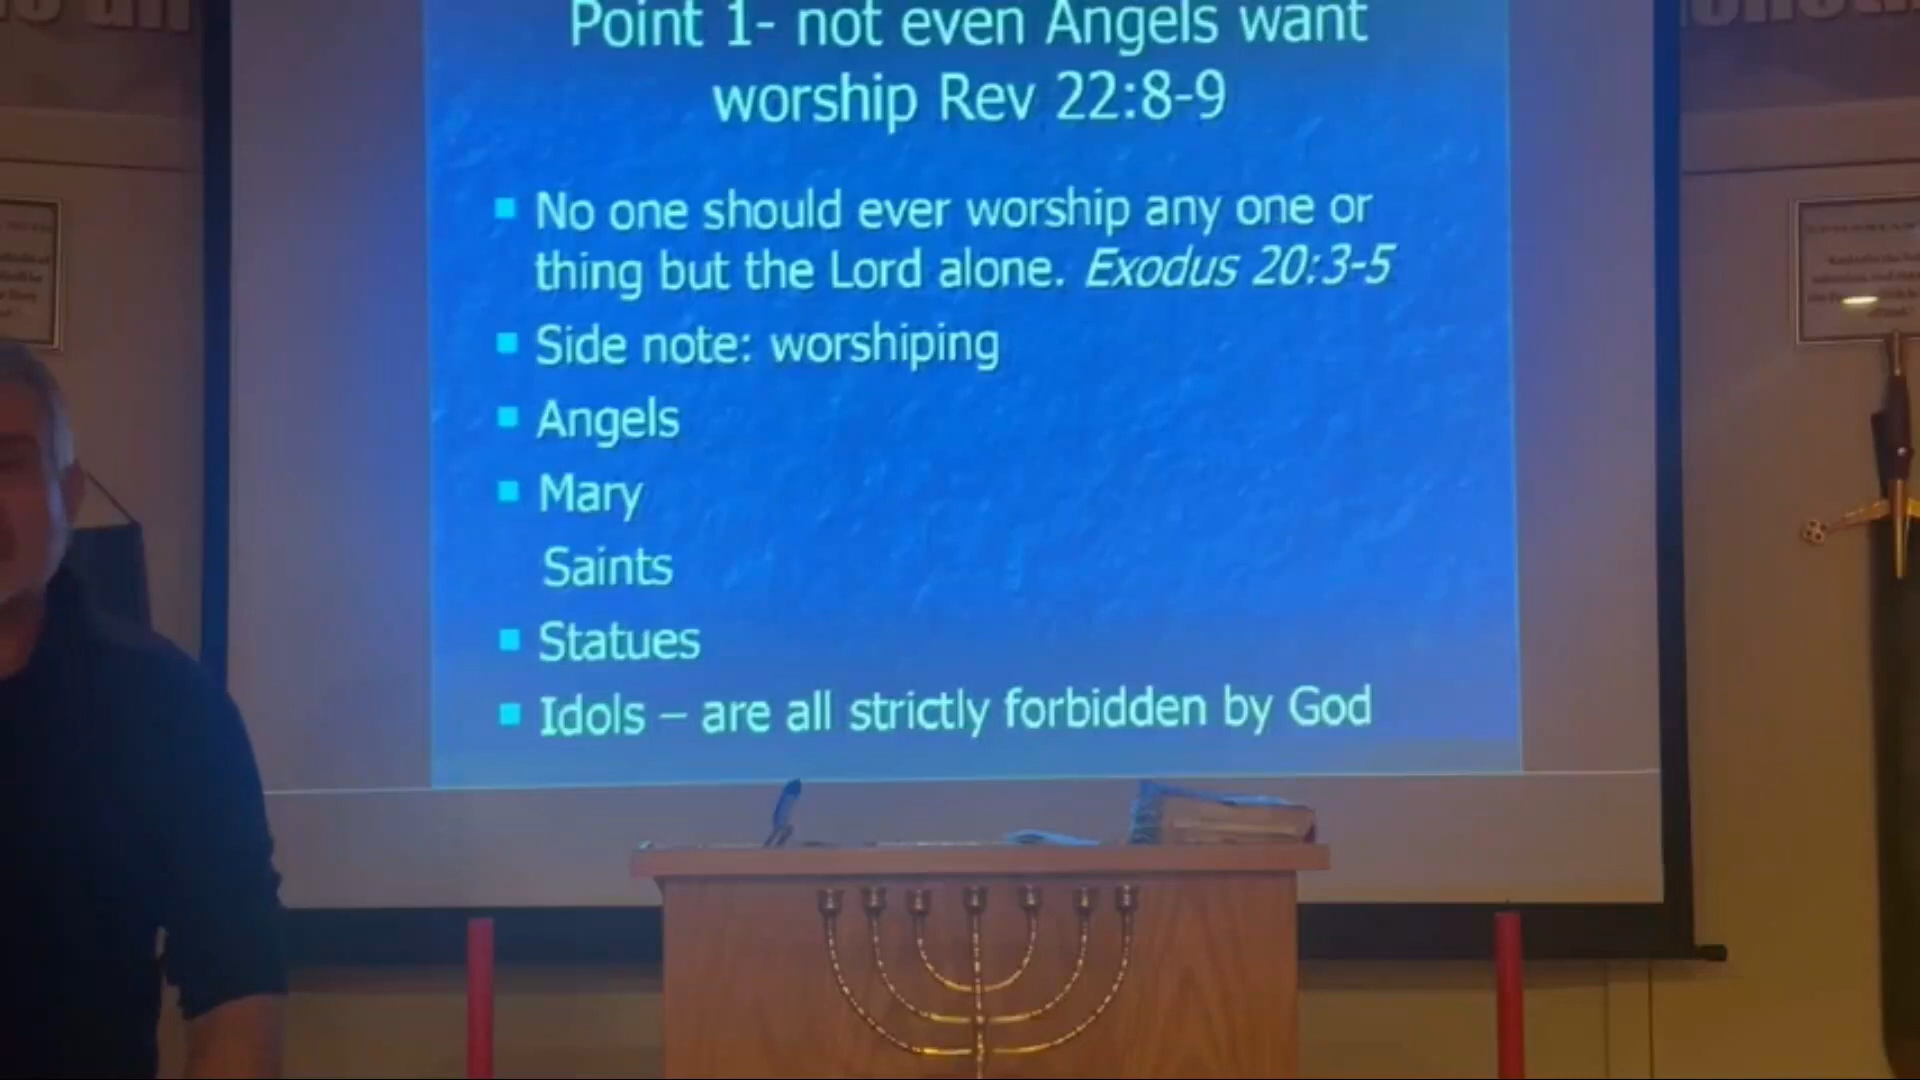 Point 1- not even Angels want
worship Rev 22:8-9
No one should ever worship any one or
thing but the Lord alone. Exodus 20:3-5
Side note: worshiping
Angels
Mary
Saints
Statues
Idols – are all strictly forbidden by God